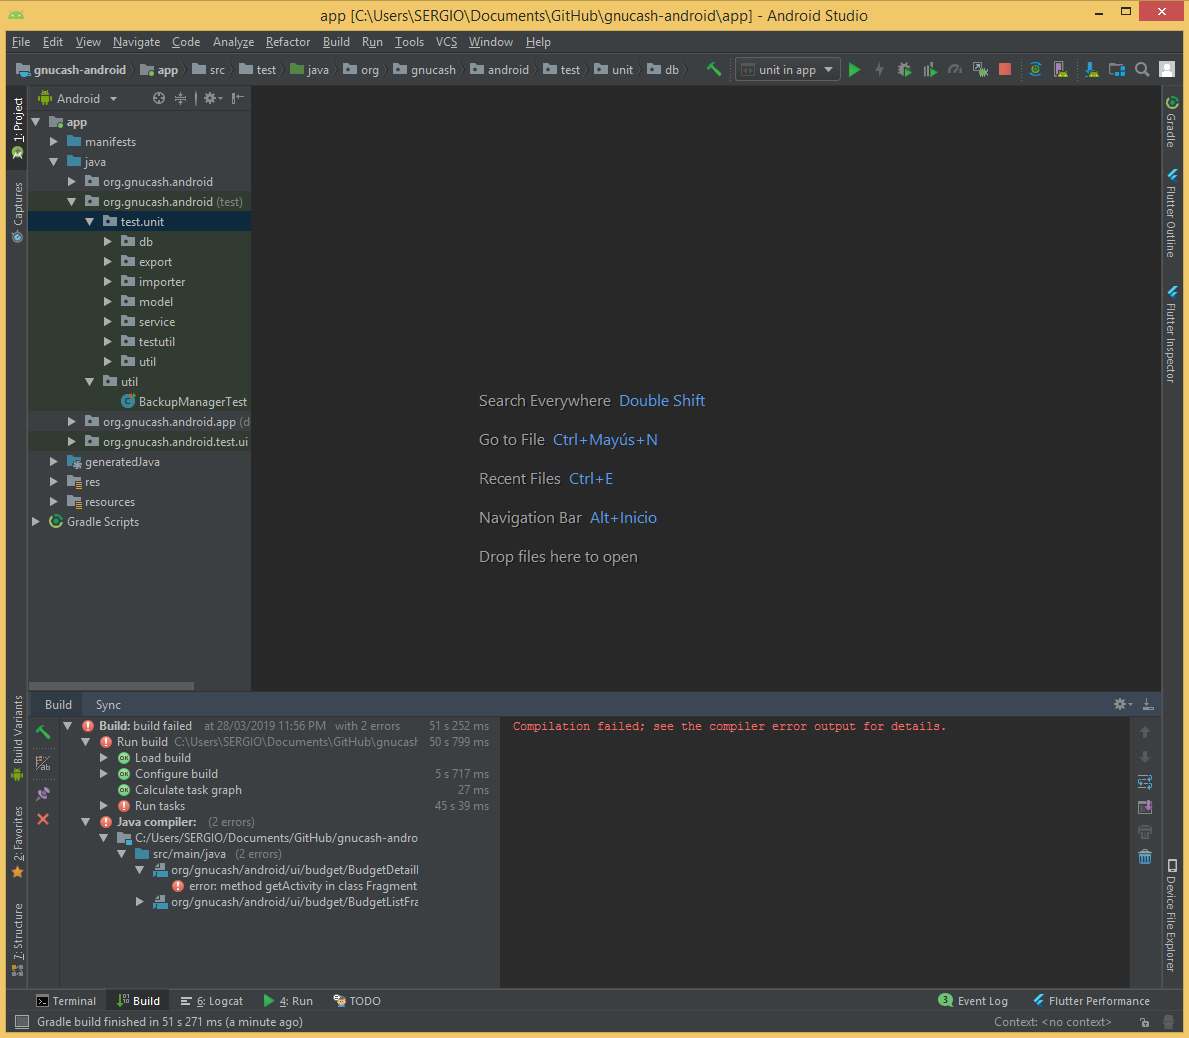 app [C:\Users\SERGIO\Documents\GitHub\gnucash-android\app] - Android Studio
File Edit View Navigate Code Analyze Refactor Build Run Tools VCS Window Help
gnucash-android app src test java org gnucash android test unit db unit in app
Android
1: Project
Captures
Build Variants
2: Favorites
7: Structure
app
manifests
java
org.gnucash.android
org.gnucash.android (test)
test.unit
db
export
importer
model
service
testutil
util
util
BackupManagerTest
org.gnucash.android.app (d
org.gnucash.android.test.ui
generatedJava
res
resources
Gradle Scripts
Search Everywhere Double Shift
Go to File Ctrl+Mayús+N
Recent Files Ctrl+E
Navigation Bar Alt+Inicio
Drop files here to open
Gradle
Flutter Outline
Flutter Inspector
Device File Explorer
Build Sync
Build: build failed at 28/03/2019 11:56 PM with 2 errors 51 s 252 ms
Run build C:\Users\SERGIO\Documents\GitHub\gnucash 50 s 799 ms
Load build
Configure build 5 s 717 ms
Calculate task graph 27 ms
Run tasks 45 s 39 ms
Java compiler: (2 errors)
C:/Users/SERGIO/Documents/GitHub/gnucash-andro
src/main/java (2 errors)
org/gnucash/android/ui/budget/BudgetDetail
error: method getActivity in class Fragment
org/gnucash/android/ui/budget/BudgetListFra
Compilation failed; see the compiler error output for details.
Terminal Build 6: Logcat 4: Run TODO 3 Event Log Flutter Performance
Gradle build finished in 51 s 271 ms (a minute ago) Context: <no context>